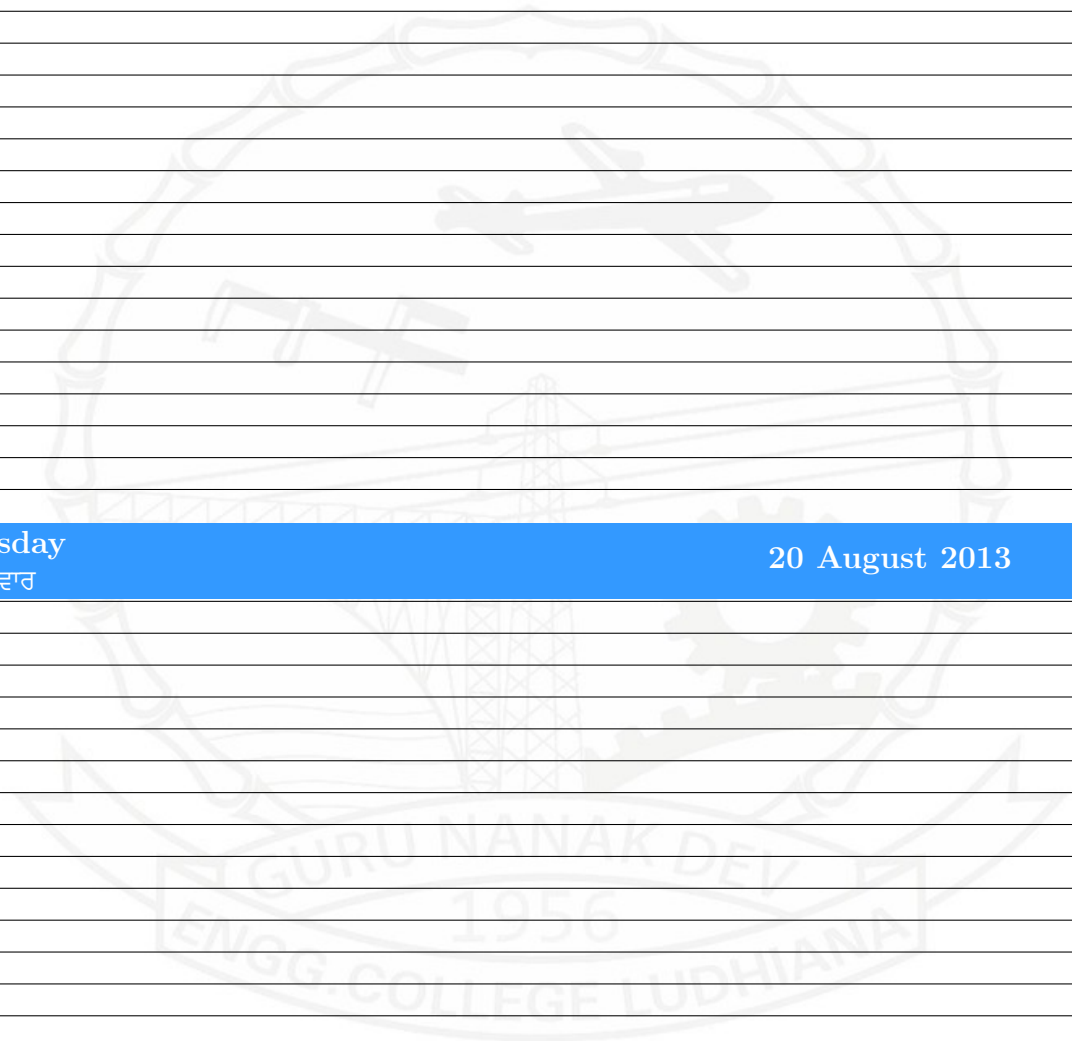 sday
ਵਾਰ
20 August 2013
GURU NANAK DEV
1956
ENGG. COLLEGE LUDHIANA